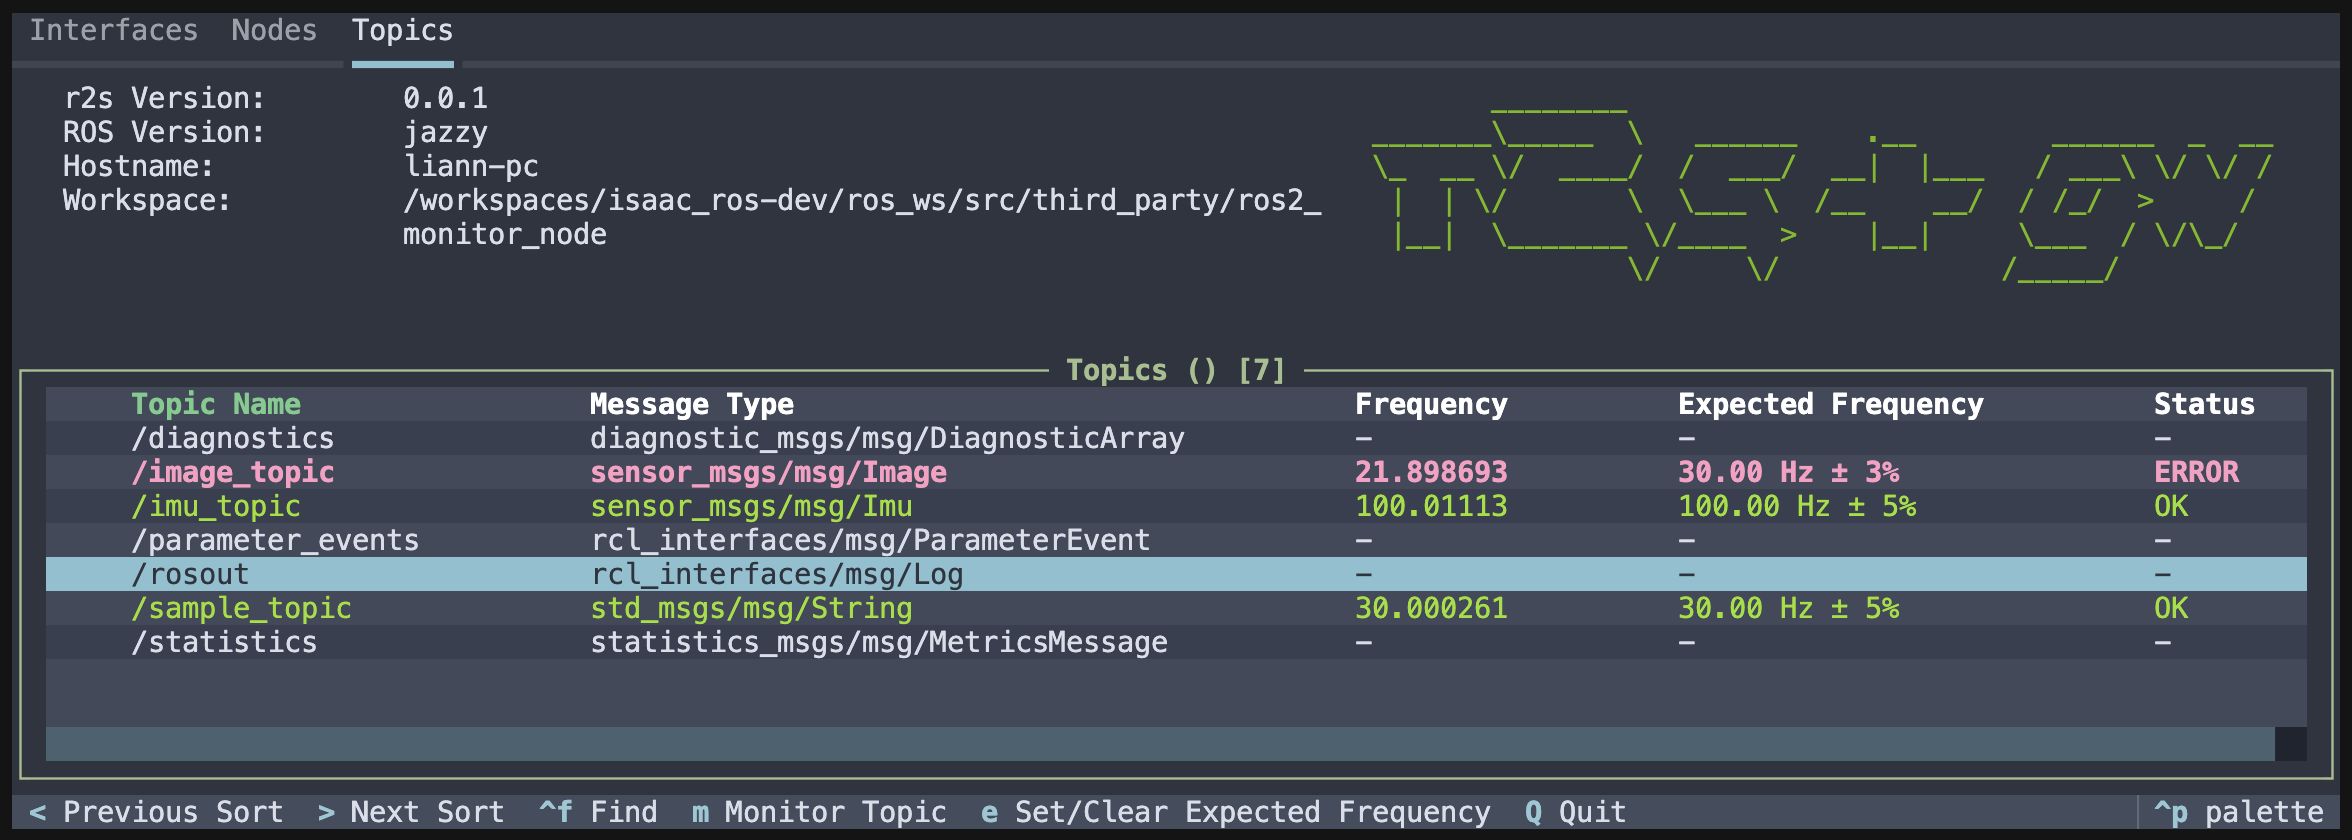 Interfaces Nodes Topics
r2s Version: 0.0.1
ROS Version: jazzy
Hostname: liann-pc
Workspace: /workspaces/isaac_ros-dev/ros_ws/src/third_party/ros2_
monitor_node
r2s + gw
Topics () [7]
Topic Name Message Type Frequency Expected Frequency Status
/diagnostics diagnostic_msgs/msg/DiagnosticArray - - -
/image_topic sensor_msgs/msg/Image 21.898693 30.00 Hz ± 3% ERROR
/imu_topic sensor_msgs/msg/Imu 100.01113 100.00 Hz ± 5% OK
/parameter_events rcl_interfaces/msg/ParameterEvent - - -
/rosout rcl_interfaces/msg/Log - - -
/sample_topic std_msgs/msg/String 30.000261 30.00 Hz ± 5% OK
/statistics statistics_msgs/msg/MetricsMessage - - -
< Previous Sort > Next Sort ^f Find m Monitor Topic e Set/Clear Expected Frequency Q Quit ^p palette